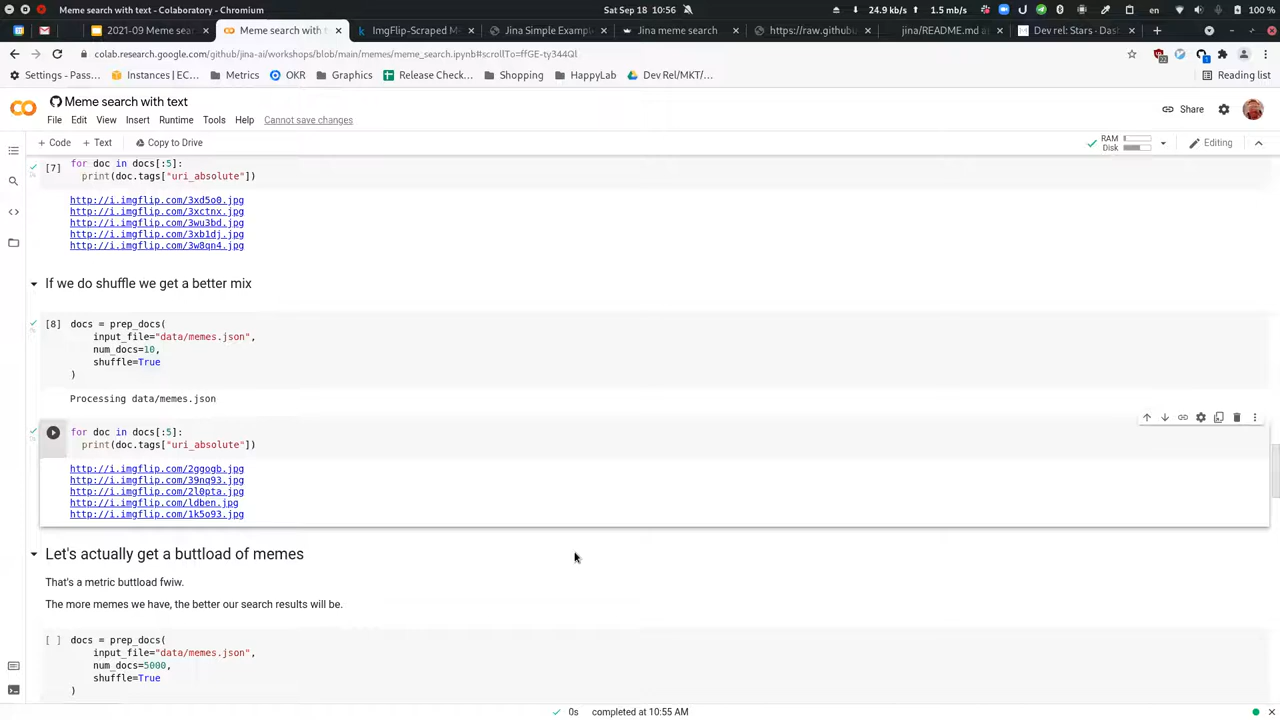 Meme search with text - Colaboratory - Chromium
Sat Sep 18 • 10:56
24.9 kb/s
1.5 mb/s
en
100 %
2021-09 Meme sea
Meme search with t
ImgFlip-Scraped M
Jina Simple Example
Jina meme search
https://raw.githubu
jina/README.md at
Dev rel: Stars - Dash
colab.research.google.com/github/jina-ai/workshops/blob/main/memes/meme_search.ipynb#scrollTo=ffGE-ty344Ql
Settings - Pass…
Instances | EC…
Metrics
OKR
Graphics
Release Check…
Shopping
HappyLab
Dev Rel/MKT/…
Reading list
Meme search with text
Share
File Edit View Insert Runtime Tools Help Cannot save changes
+ Code + Text Copy to Drive
RAM
Disk
Editing
[7] for doc in docs[:5]:
print(doc.tags["uri_absolute"])
http://i.imgflip.com/3xd5o0.jpg
http://i.imgflip.com/3xctnx.jpg
http://i.imgflip.com/3wu3bd.jpg
http://i.imgflip.com/3xb1dj.jpg
http://i.imgflip.com/3w8qn4.jpg
If we do shuffle we get a better mix
[8] docs = prep_docs(
input_file="data/memes.json",
num_docs=10,
shuffle=True
)
Processing data/memes.json
for doc in docs[:5]:
print(doc.tags["uri_absolute"])
http://i.imgflip.com/2ggogb.jpg
http://i.imgflip.com/39nq93.jpg
http://i.imgflip.com/2l0pta.jpg
http://i.imgflip.com/ldben.jpg
http://i.imgflip.com/1k5o93.jpg
Let's actually get a buttload of memes
That's a metric buttload fwiw.
The more memes we have, the better our search results will be.
[ ] docs = prep_docs(
input_file="data/memes.json",
num_docs=5000,
shuffle=True
)
0s completed at 10:55 AM